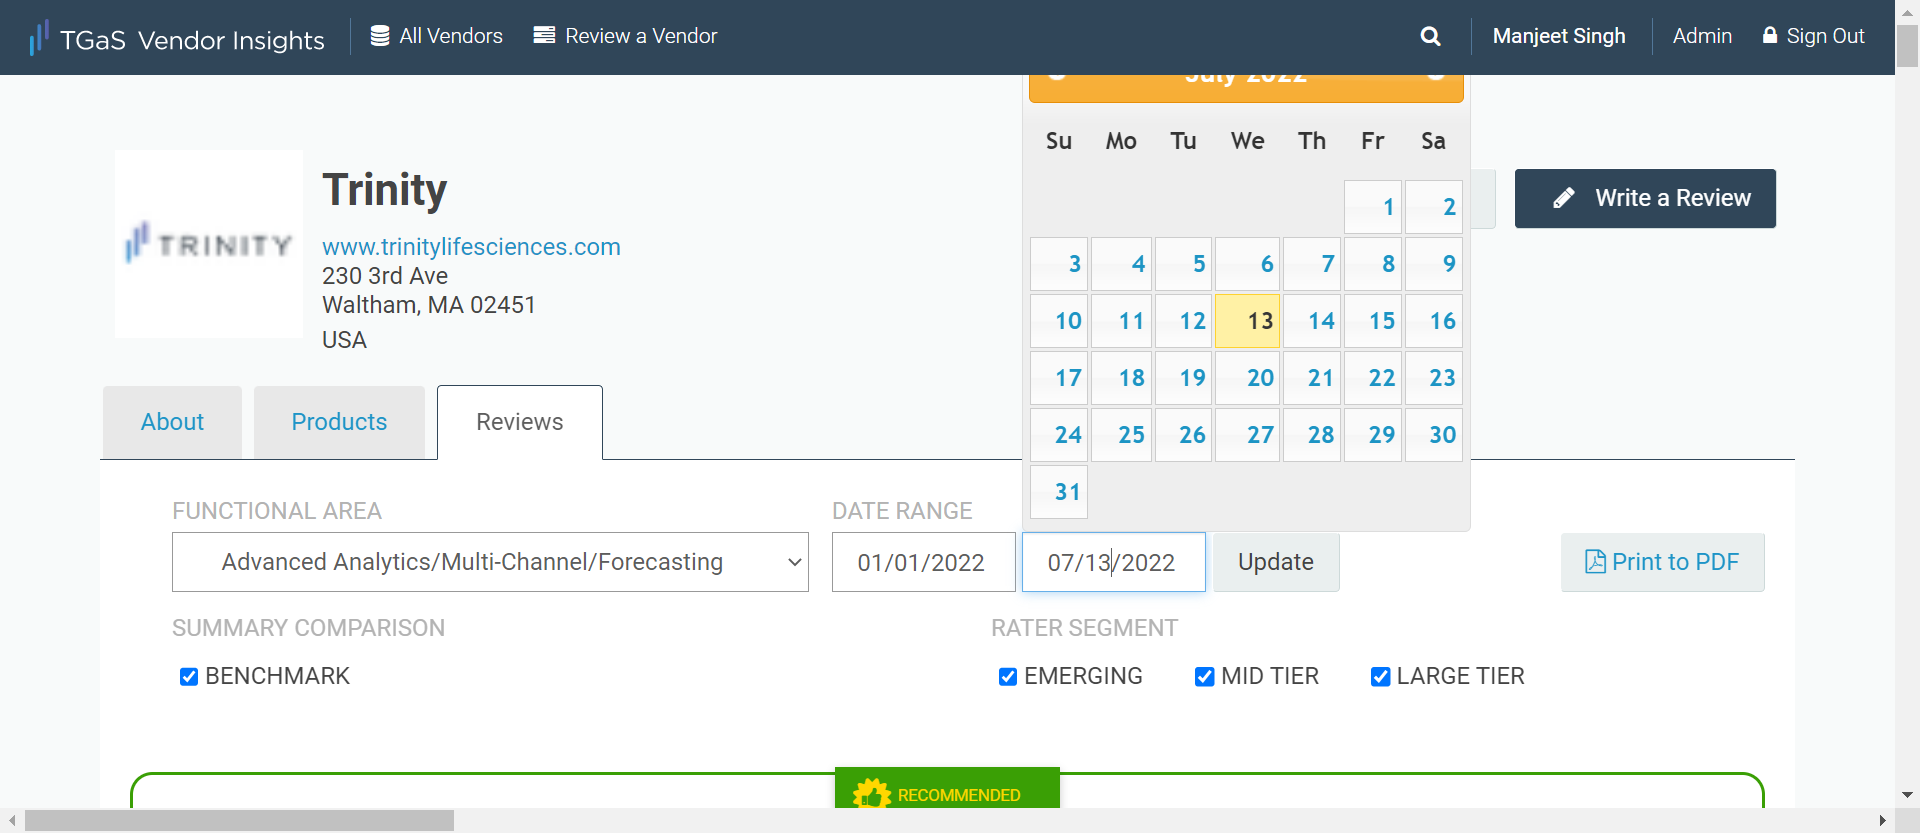 TGaS Vendor Insights All Vendors Review a Vendor Manjeet Singh Admin Sign Out
July 2022
Su Mo Tu We Th Fr Sa
1 2
3 4 5 6 7 8 9
10 11 12 13 14 15 16
17 18 19 20 21 22 23
24 25 26 27 28 29 30
31
Write a Review
TRINITY
Trinity
www.trinitylifesciences.com
230 3rd Ave
Waltham, MA 02451
USA
About Products Reviews
FUNCTIONAL AREA DATE RANGE
Advanced Analytics/Multi-Channel/Forecasting 01/01/2022 07/13/2022 Update Print to PDF
SUMMARY COMPARISON RATER SEGMENT
BENCHMARK EMERGING MID TIER LARGE TIER
RECOMMENDED